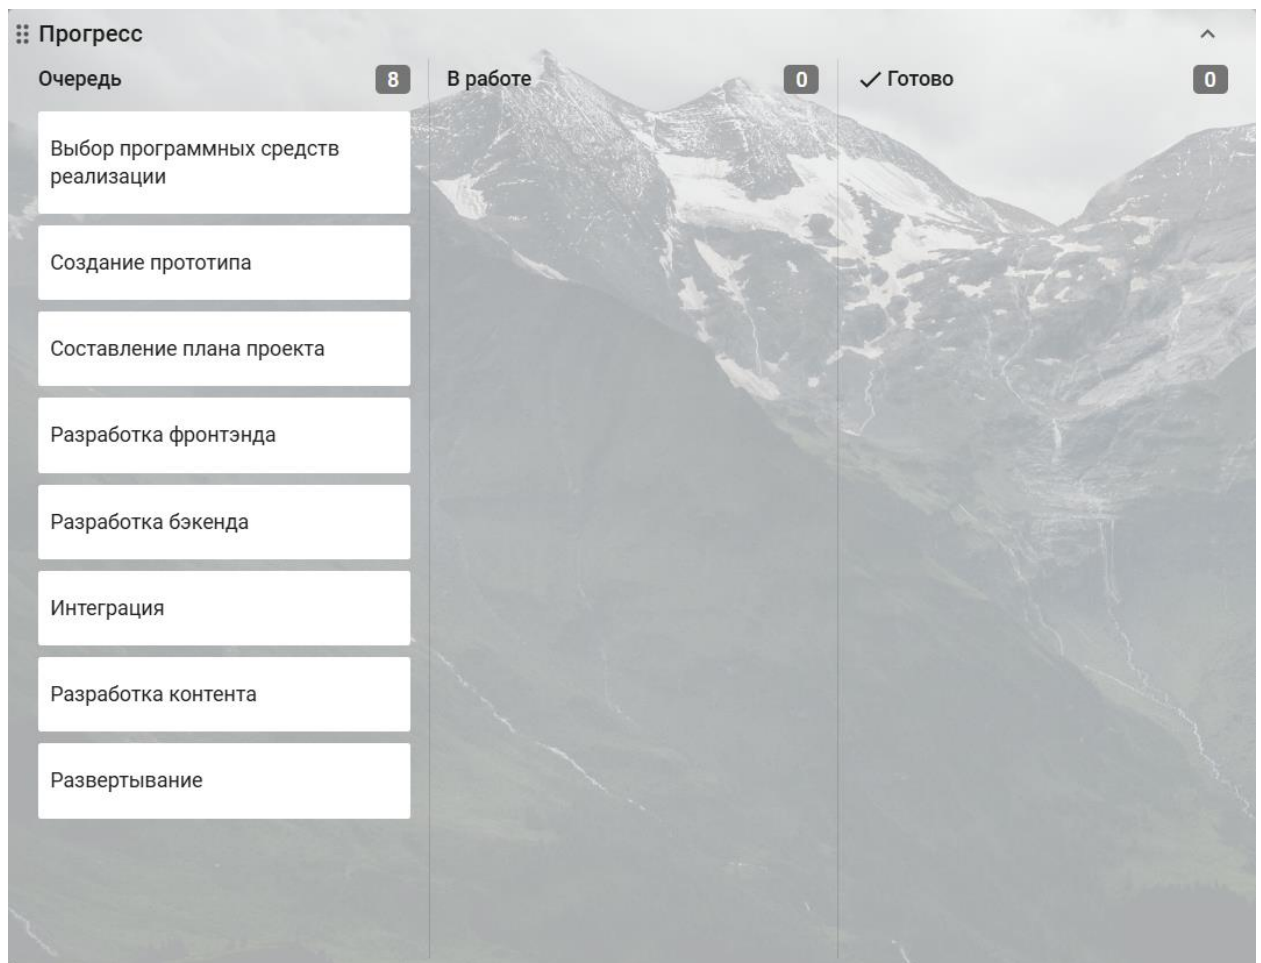 Прогресс
Очередь 8
В работе 0
Готово 0
Выбор программных средств
реализации
Создание прототипа
Составление плана проекта
Разработка фронтэнда
Разработка бэкенда
Интеграция
Разработка контента
Развертывание